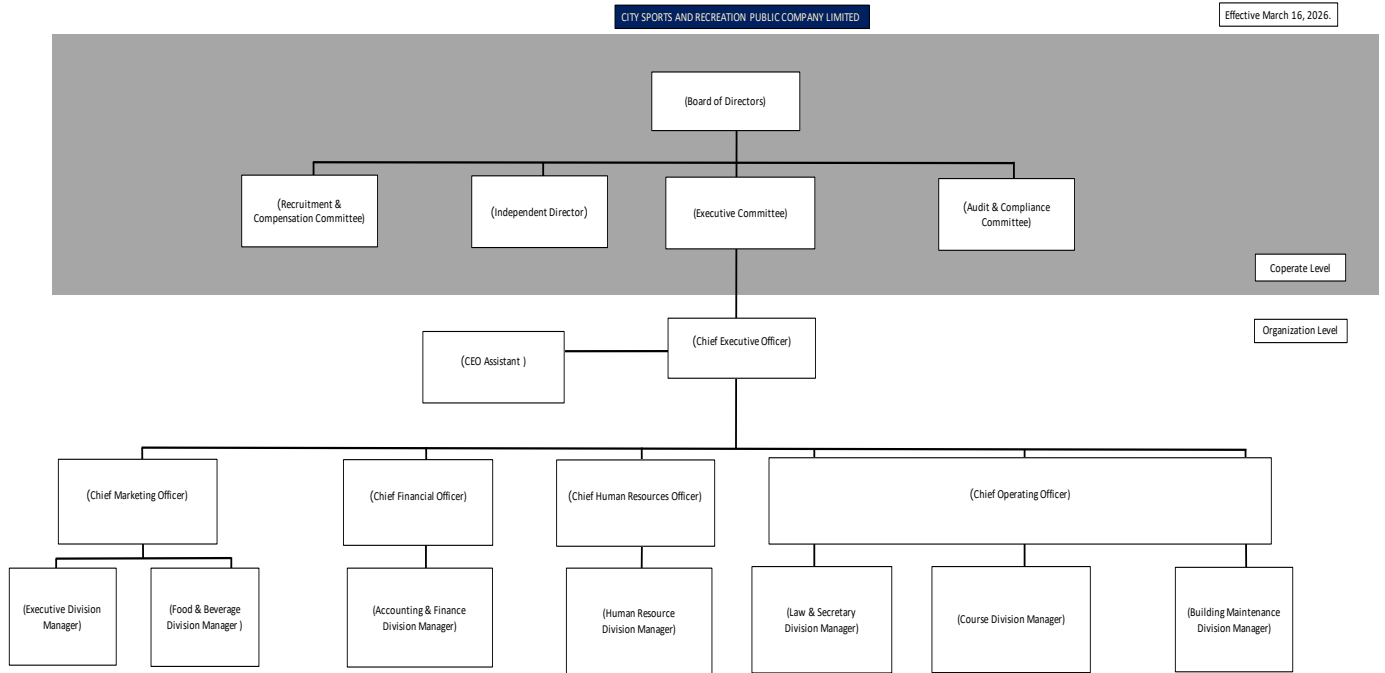 CITY SPORTS AND RECREATION PUBLIC COMPANY LIMITED
Effective March 16, 2026.
(Board of Directors)
(Recruitment &
Compensation Committee)
(Independent Director)
(Executive Committee)
(Audit & Compliance
Committee)
Coperate Level
Organization Level
(Chief Executive Officer)
(CEO Assistant )
(Chief Marketing Officer)
(Chief Financial Officer)
(Chief Human Resources Officer)
(Chief Operating Officer)
(Executive Division
Manager)
(Food & Beverage
Division Manager )
(Accounting & Finance
Division Manager)
(Human Resource
Division Manager)
(Law & Secretary
Division Manager)
(Course Division Manager)
(Building Maintenance
Division Manager)